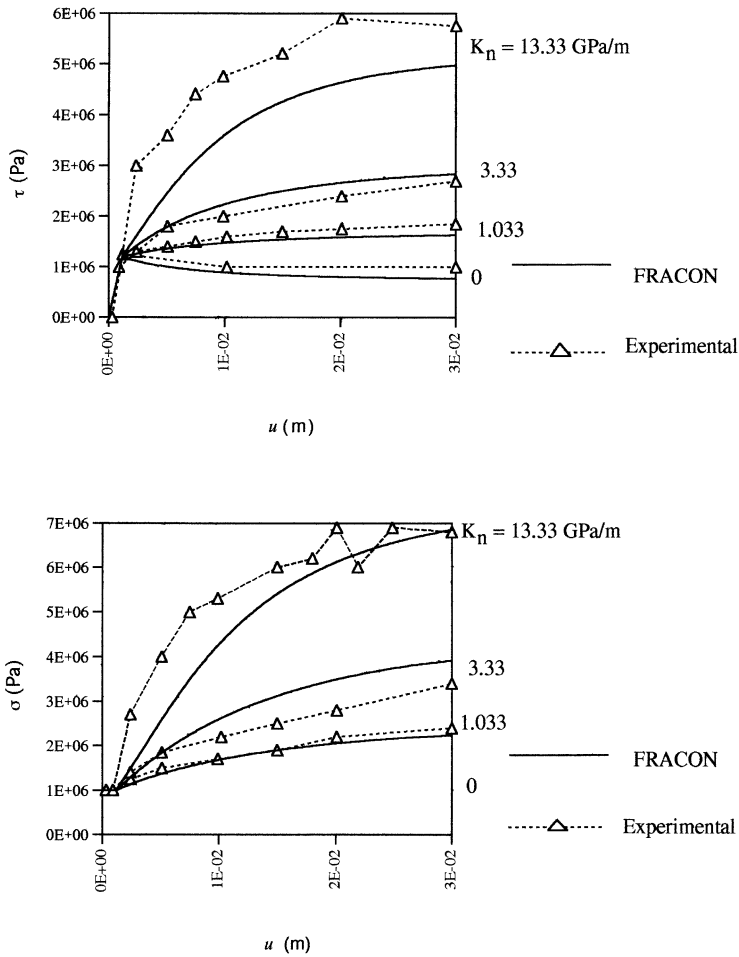 6E+06
5E+06
4E+06
3E+06
2E+06
1E+06
0E+00
τ (Pa)
0E+00
1E-02
2E-02
3E-02
u (m)
Kn = 13.33 GPa/m
3.33
1.033
0
FRACON
Experimental
7E+06
6E+06
5E+06
4E+06
3E+06
2E+06
1E+06
0E+00
σ (Pa)
0E+00
1E-02
2E-02
3E-02
u (m)
Kn = 13.33 GPa/m
3.33
1.033
0
FRACON
Experimental